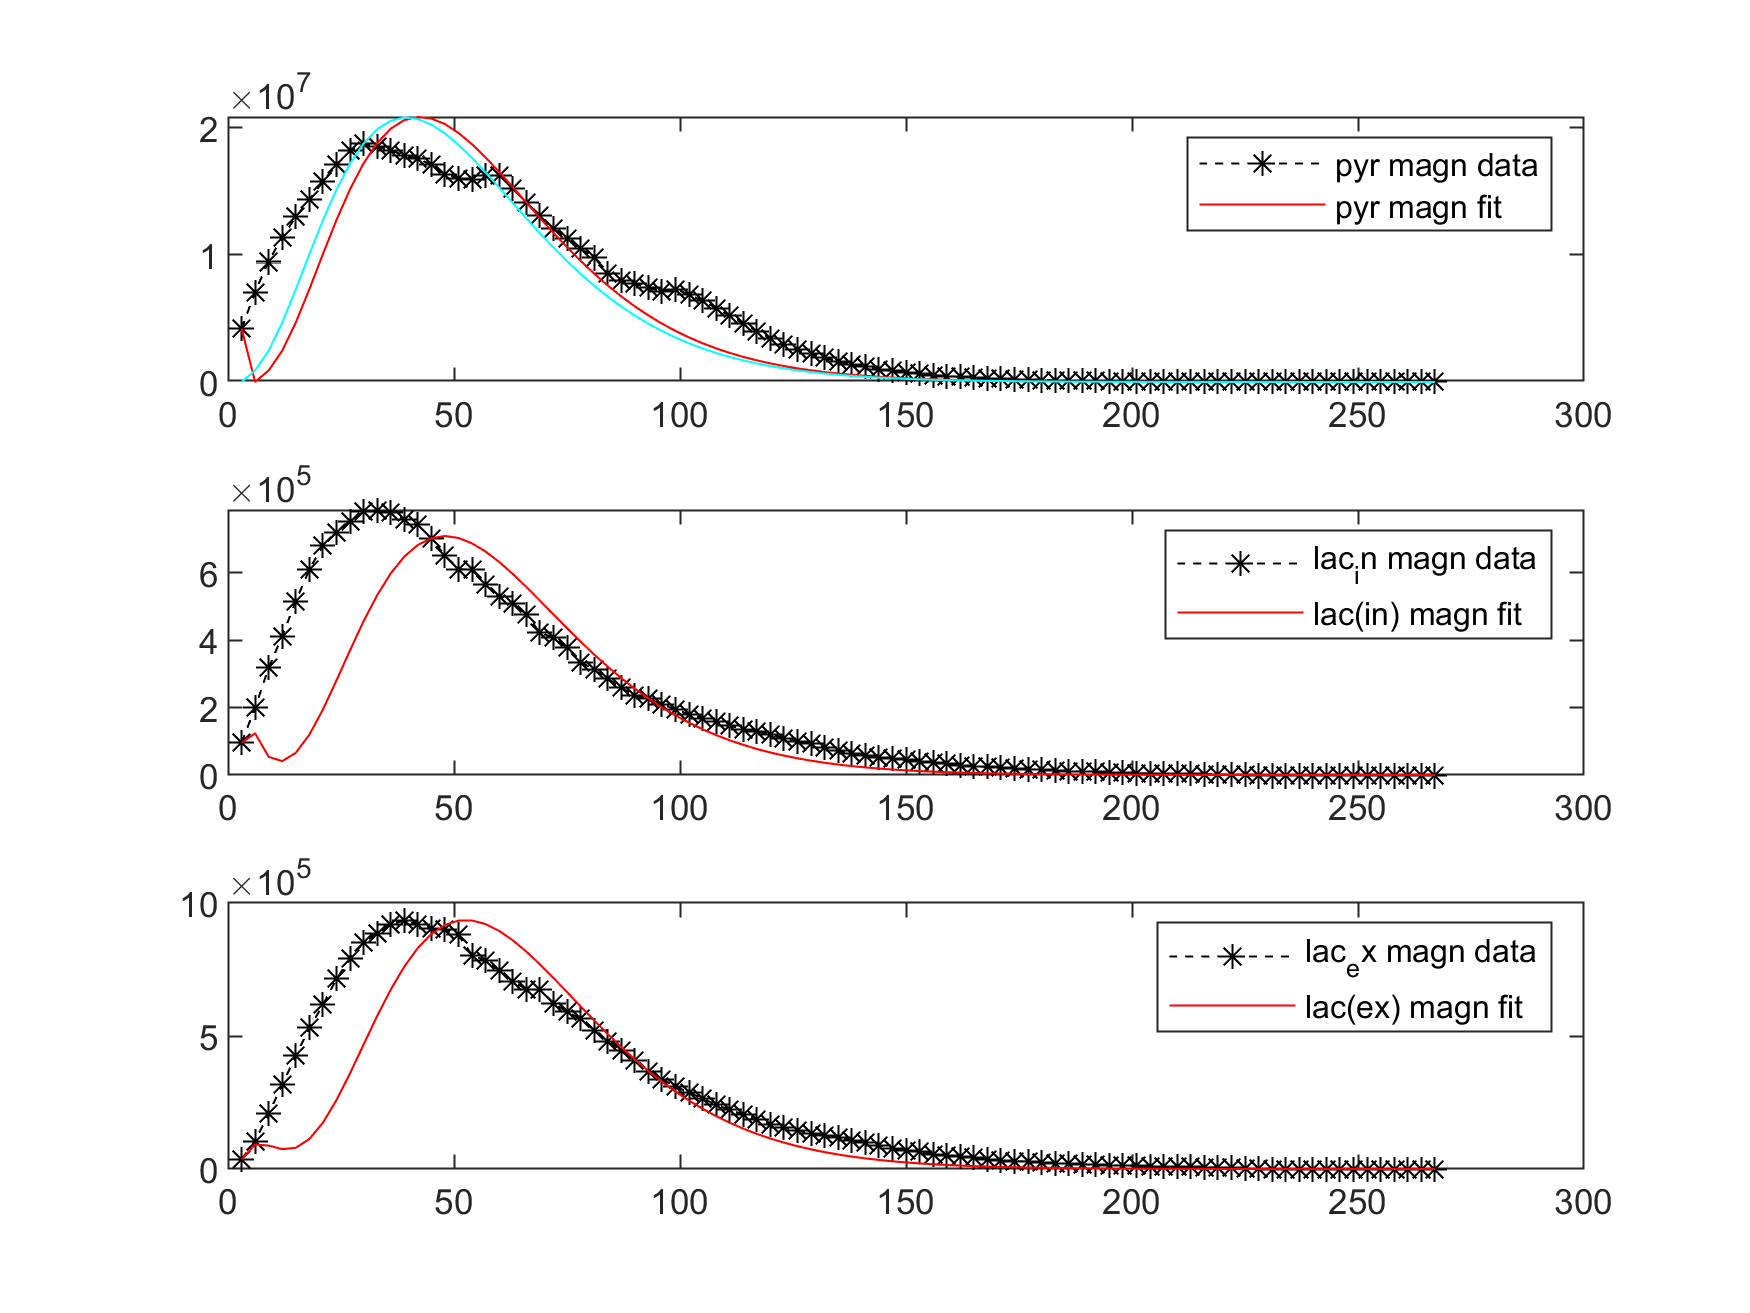 ×10^7
2
1
0
0 50 100 150 200 250 300
pyr magn data
pyr magn fit
×10^5
6
4
2
0
0 50 100 150 200 250 300
lac_in magn data
lac(in) magn fit
×10^5
10
5
0
0 50 100 150 200 250 300
lac_ex magn data
lac(ex) magn fit